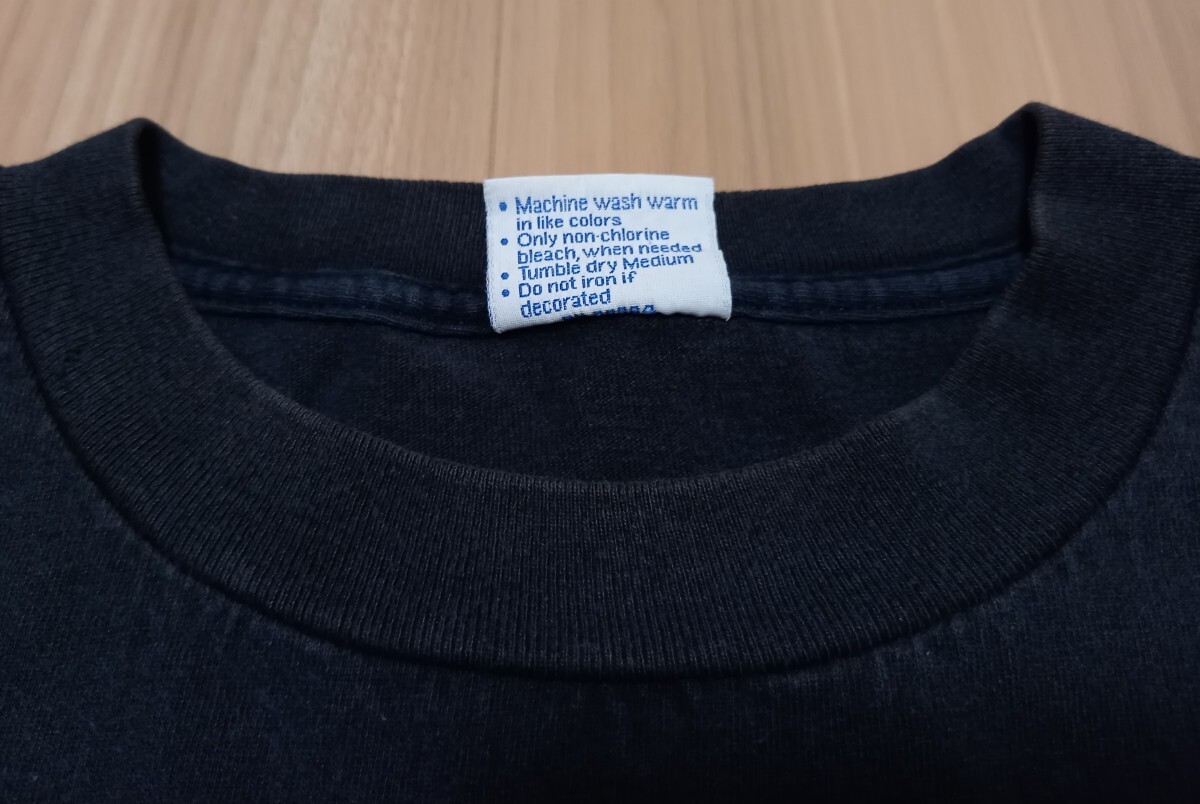 • Machine wash warm
in like colors
• Only non-chlorine
bleach, when needed
• Tumble dry Medium
• Do not iron if
decorated